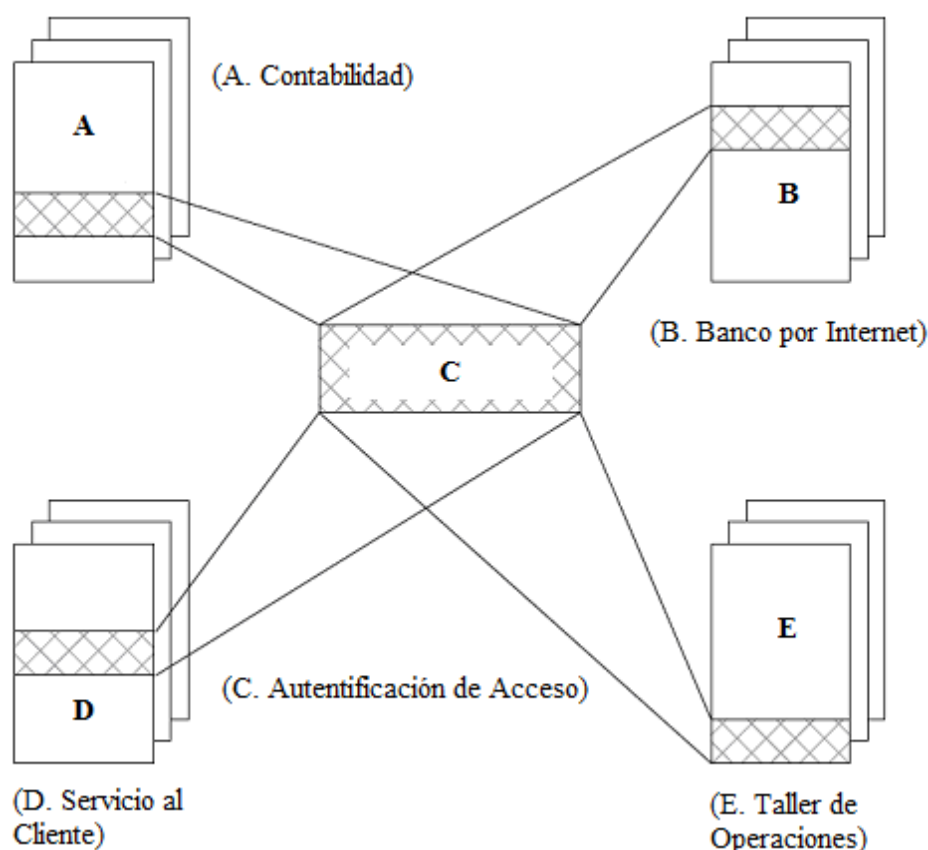 (A. Contabilidad)
A
B
(B. Banco por Internet)
C
E
(C. Autentificación de Acceso)
D
(D. Servicio al
Cliente)
(E. Taller de
Operaciones)